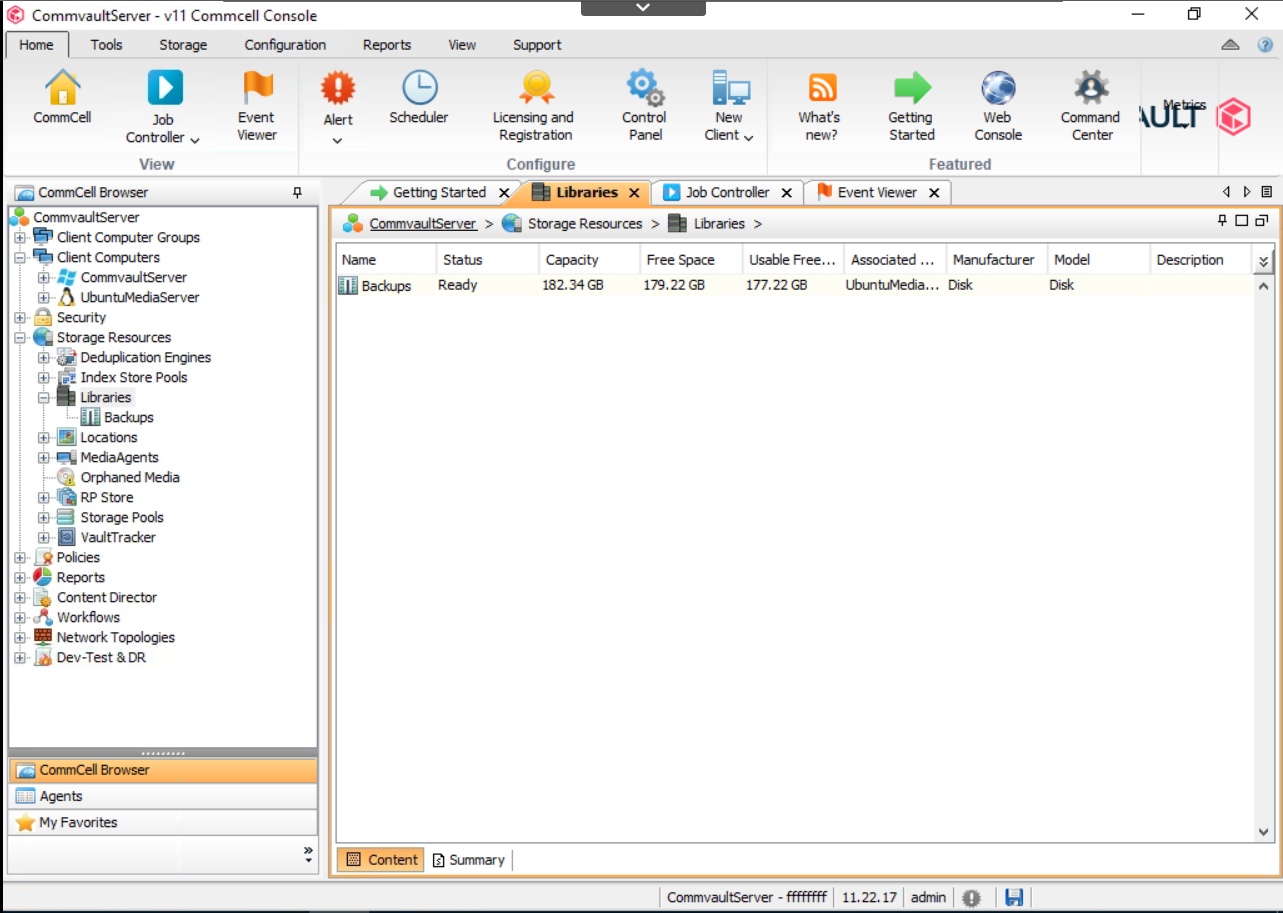 CommvaultServer - v11 Commcell Console
Home Tools Storage Configuration Reports View Support
CommCell
Job
Controller
Event
Viewer
View
Alert
Scheduler
Licensing and
Registration
Control
Panel
New
Client
Configure
What's
new?
Getting
Started
Web
Console
Command
Center
Featured
Metrics
AULT
CommCell Browser
Getting Started Libraries Job Controller Event Viewer
CommvaultServer
Client Computer Groups
Client Computers
CommvaultServer
UbuntuMediaServer
Security
Storage Resources
Deduplication Engines
Index Store Pools
Libraries
Backups
Locations
MediaAgents
Orphaned Media
RP Store
Storage Pools
VaultTracker
Policies
Reports
Content Director
Workflows
Network Topologies
Dev-Test & DR
CommCell Browser
Agents
My Favorites
CommvaultServer > Storage Resources > Libraries >
Name Status Capacity Free Space Usable Free... Associated ... Manufacturer Model Description
Backups Ready 182.34 GB 179.22 GB 177.22 GB UbuntuMedia... Disk Disk
Content Summary
CommvaultServer - ffffffff 11.22.17 admin